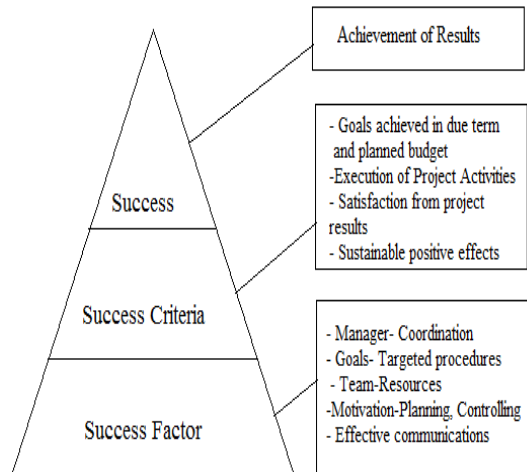 Achievement of Results
- Goals achieved in due term
and planned budget
-Execution of Project Activities
- Satisfaction from project
results
- Sustainable positive effects
Success
Success Criteria
- Manager- Coordination
- Goals- Targeted procedures
- Team-Resources
-Motivation-Planning, Controlling
- Effective communications
Success Factor